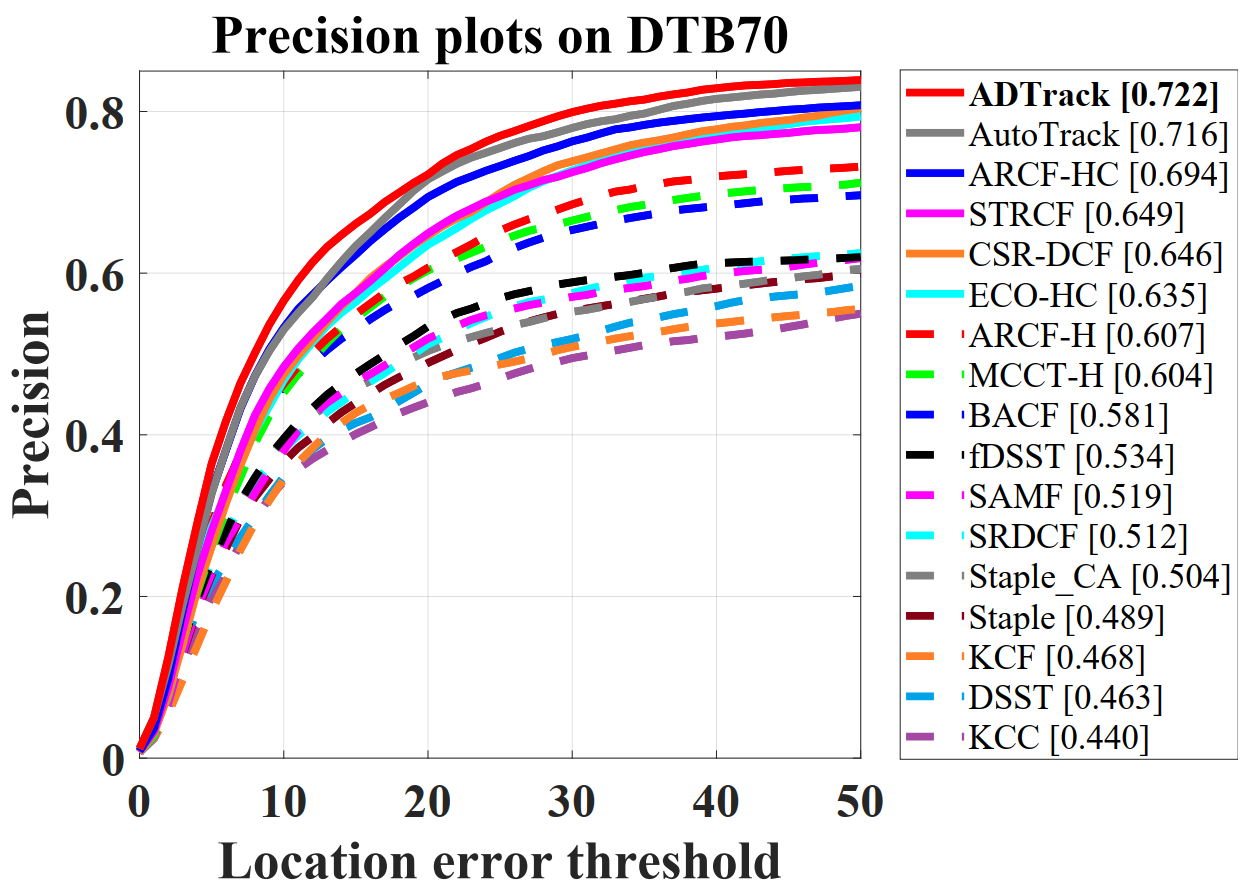 Precision plots on DTB70
Precision
0.8
0.6
0.4
0.2
0
0 10 20 30 40 50
Location error threshold
ADTrack [0.722]
AutoTrack [0.716]
ARCF-HC [0.694]
STRCF [0.649]
CSR-DCF [0.646]
ECO-HC [0.635]
ARCF-H [0.607]
MCCT-H [0.604]
BACF [0.581]
fDSST [0.534]
SAMF [0.519]
SRDCF [0.512]
Staple_CA [0.504]
Staple [0.489]
KCF [0.468]
DSST [0.463]
KCC [0.440]